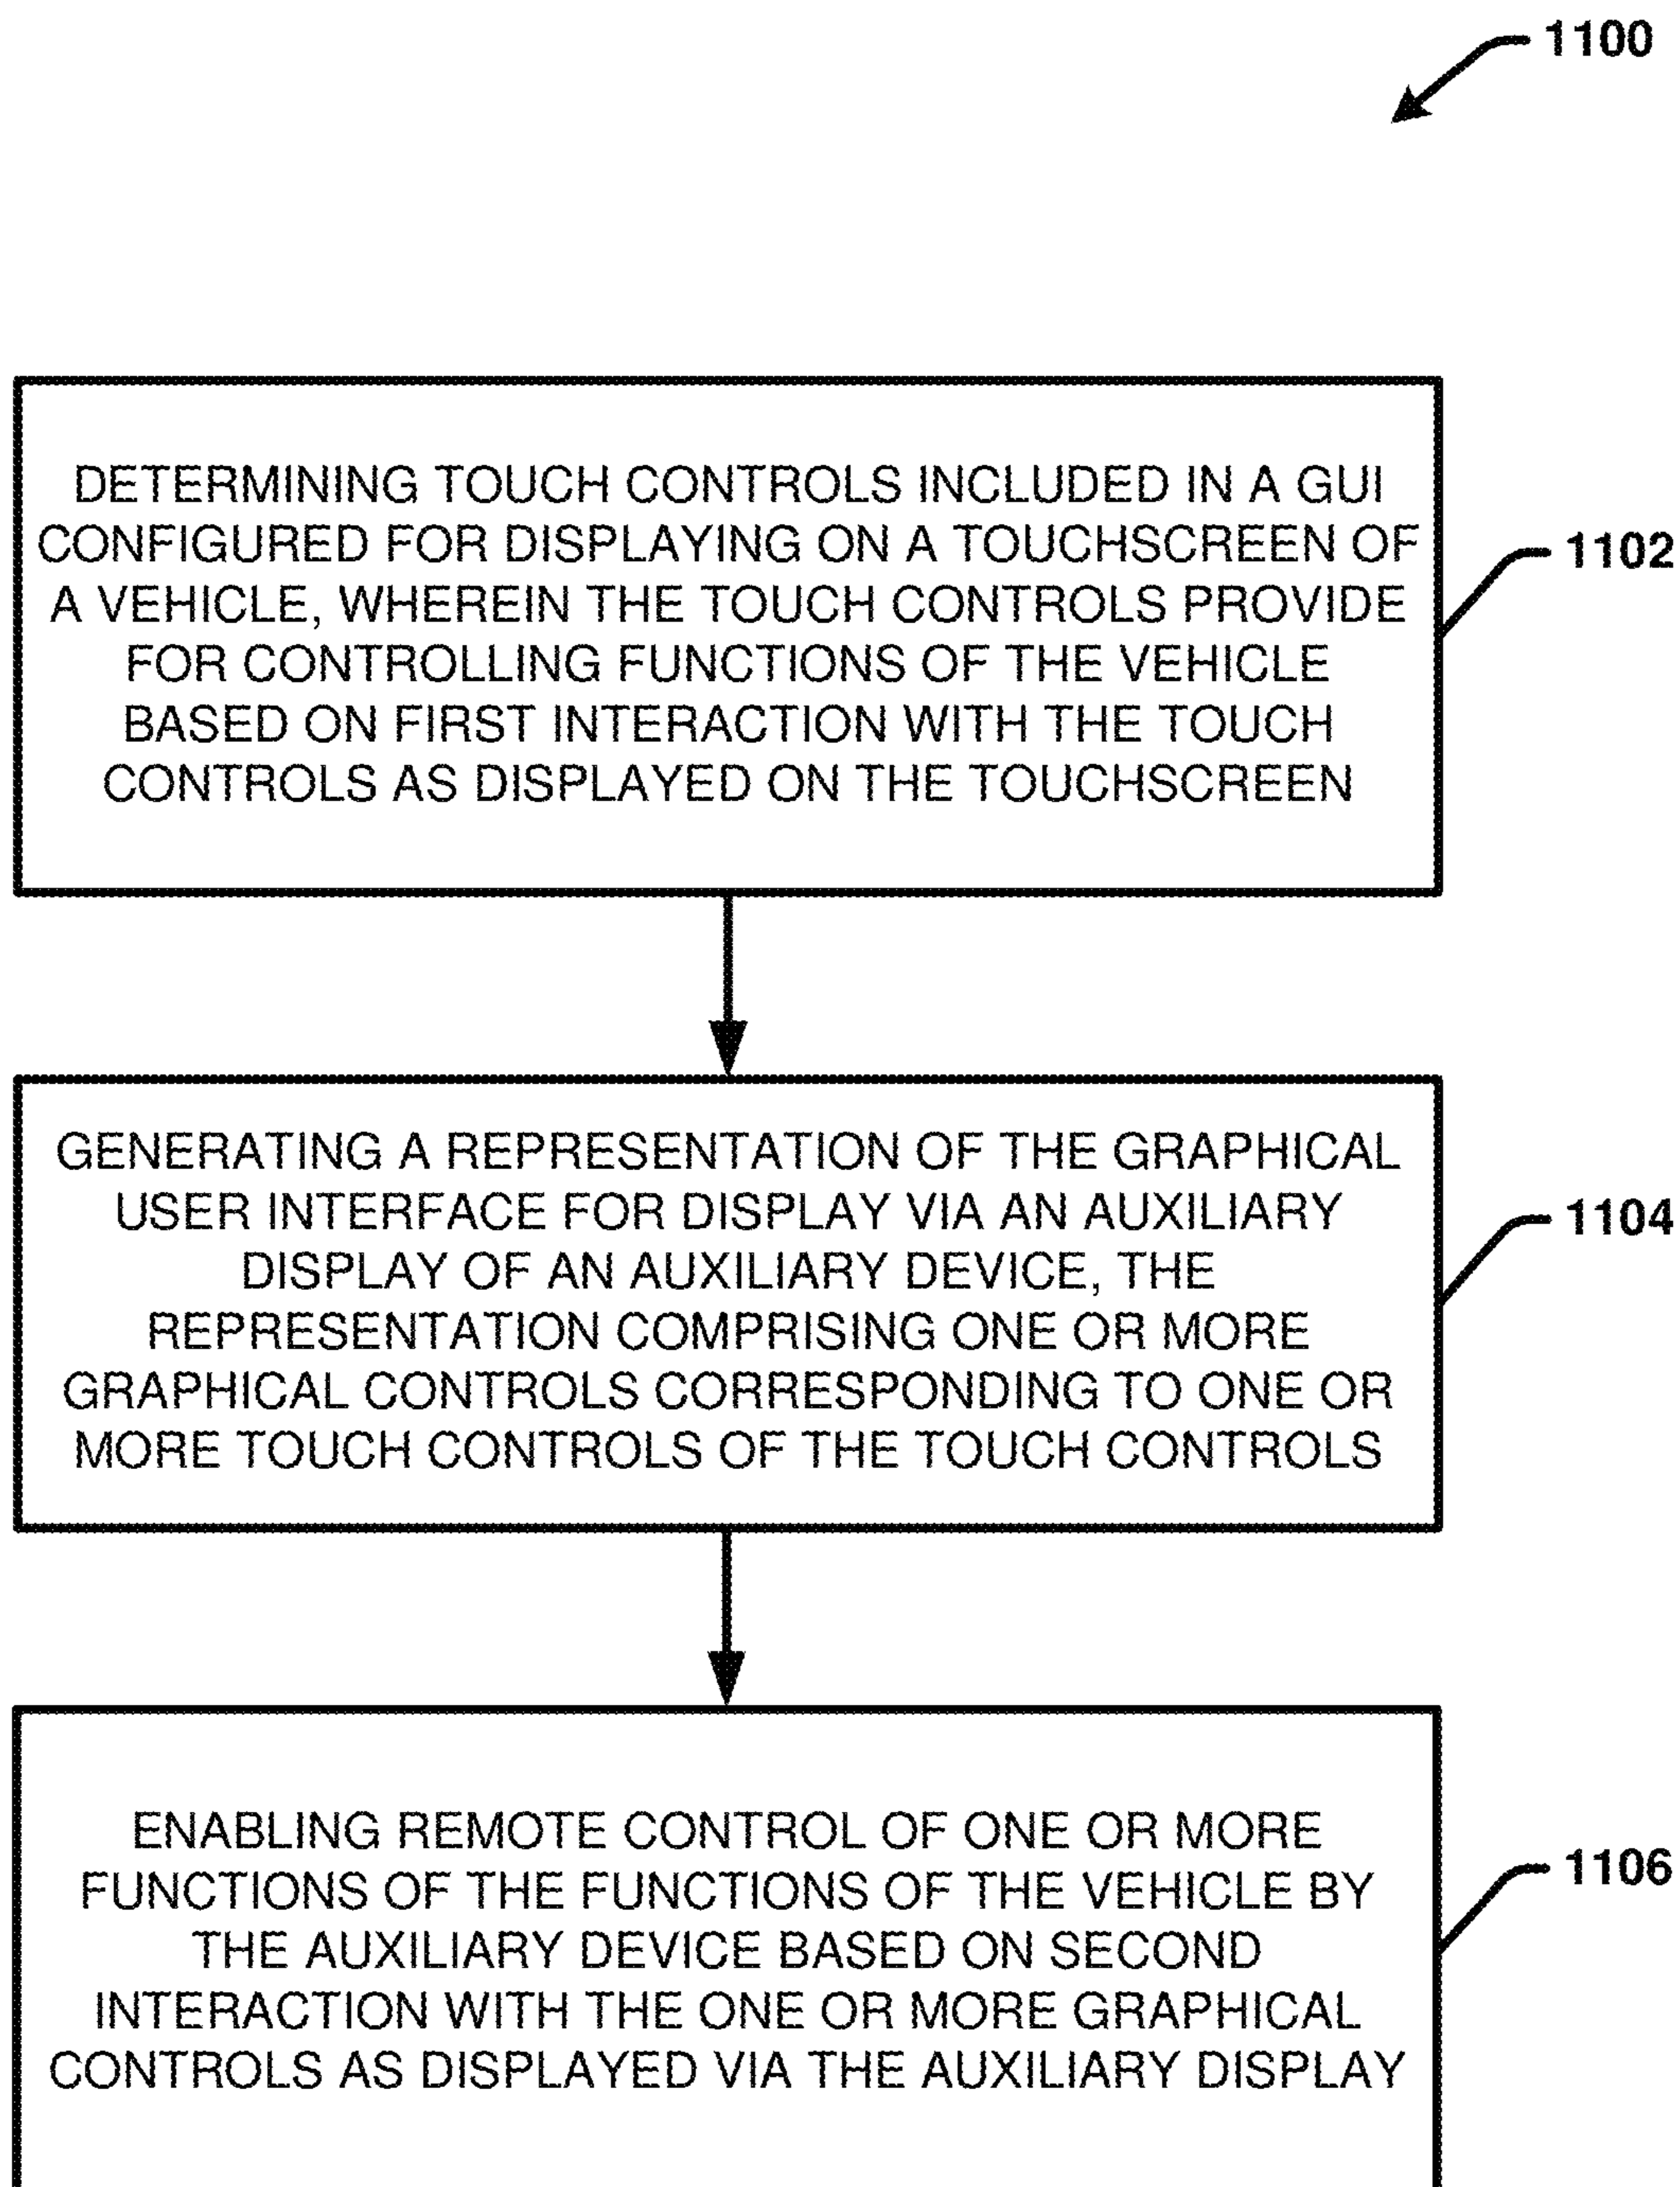 1100
DETERMINING TOUCH CONTROLS INCLUDED IN A GUI
CONFIGURED FOR DISPLAYING ON A TOUCHSCREEN OF
A VEHICLE, WHEREIN THE TOUCH CONTROLS PROVIDE
FOR CONTROLLING FUNCTIONS OF THE VEHICLE
BASED ON FIRST INTERACTION WITH THE TOUCH
CONTROLS AS DISPLAYED ON THE TOUCHSCREEN
1102
GENERATING A REPRESENTATION OF THE GRAPHICAL
USER INTERFACE FOR DISPLAY VIA AN AUXILIARY
DISPLAY OF AN AUXILIARY DEVICE, THE
REPRESENTATION COMPRISING ONE OR MORE
GRAPHICAL CONTROLS CORRESPONDING TO ONE OR
MORE TOUCH CONTROLS OF THE TOUCH CONTROLS
1104
ENABLING REMOTE CONTROL OF ONE OR MORE
FUNCTIONS OF THE FUNCTIONS OF THE VEHICLE BY
THE AUXILIARY DEVICE BASED ON SECOND
INTERACTION WITH THE ONE OR MORE GRAPHICAL
CONTROLS AS DISPLAYED VIA THE AUXILIARY DISPLAY
1106